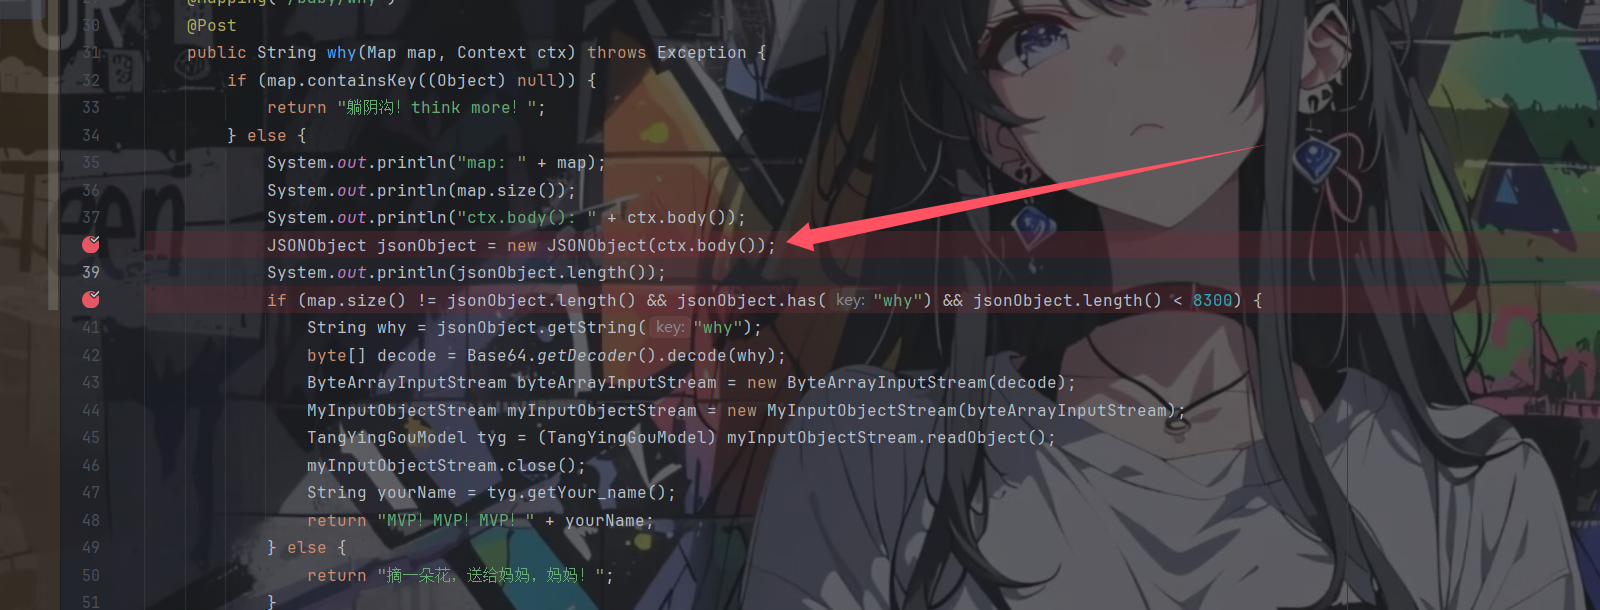 30 @Post
31 public String why(Map map, Context ctx) throws Exception {
32 if (map.containsKey((Object) null)) {
33 return "躺阴沟！think more！";
34 } else {
35 System.out.println("map: " + map);
36 System.out.println(map.size());
37 System.out.println("ctx.body(): " + ctx.body());
JSONObject jsonObject = new JSONObject(ctx.body());
39 System.out.println(jsonObject.length());
if (map.size() != jsonObject.length() && jsonObject.has( key: "why") && jsonObject.length() < 8300) {
41 String why = jsonObject.getString( key: "why");
42 byte[] decode = Base64.getDecoder().decode(why);
43 ByteArrayInputStream byteArrayInputStream = new ByteArrayInputStream(decode);
44 MyInputObjectStream myInputObjectStream = new MyInputObjectStream(byteArrayInputStream);
45 TangYingGouModel tyg = (TangYingGouModel) myInputObjectStream.readObject();
46 myInputObjectStream.close();
47 String yourName = tyg.getYour_name();
48 return "MVP！MVP！MVP！" + yourName;
49 } else {
50 return "摘一朵花，送给妈妈，妈妈！";
51 }